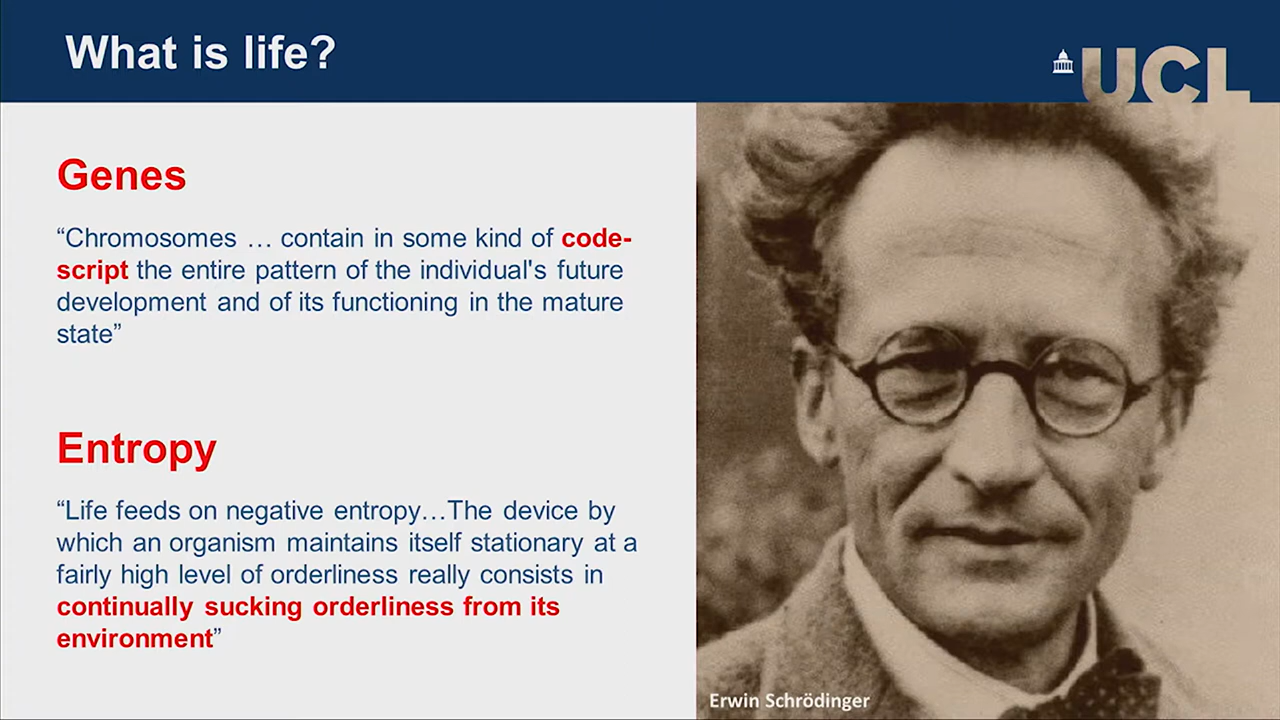 What is life?
UCL
Genes
“Chromosomes … contain in some kind of code-
script the entire pattern of the individual's future
development and of its functioning in the mature
state”
Entropy
“Life feeds on negative entropy…The device by
which an organism maintains itself stationary at a
fairly high level of orderliness really consists in
continually sucking orderliness from its
environment”
Erwin Schrödinger